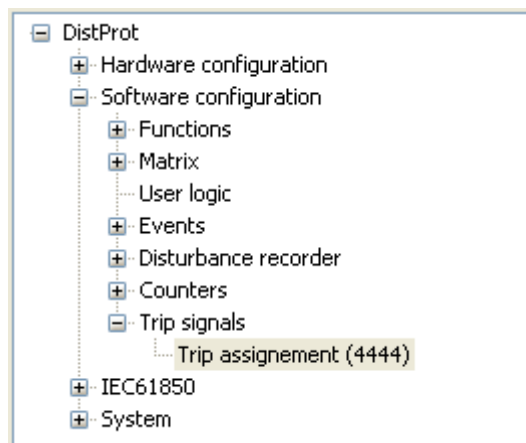 DistProt
Hardware configuration
Software configuration
Functions
Matrix
User logic
Events
Disturbance recorder
Counters
Trip signals
Trip assignement (4444)
IEC61850
System